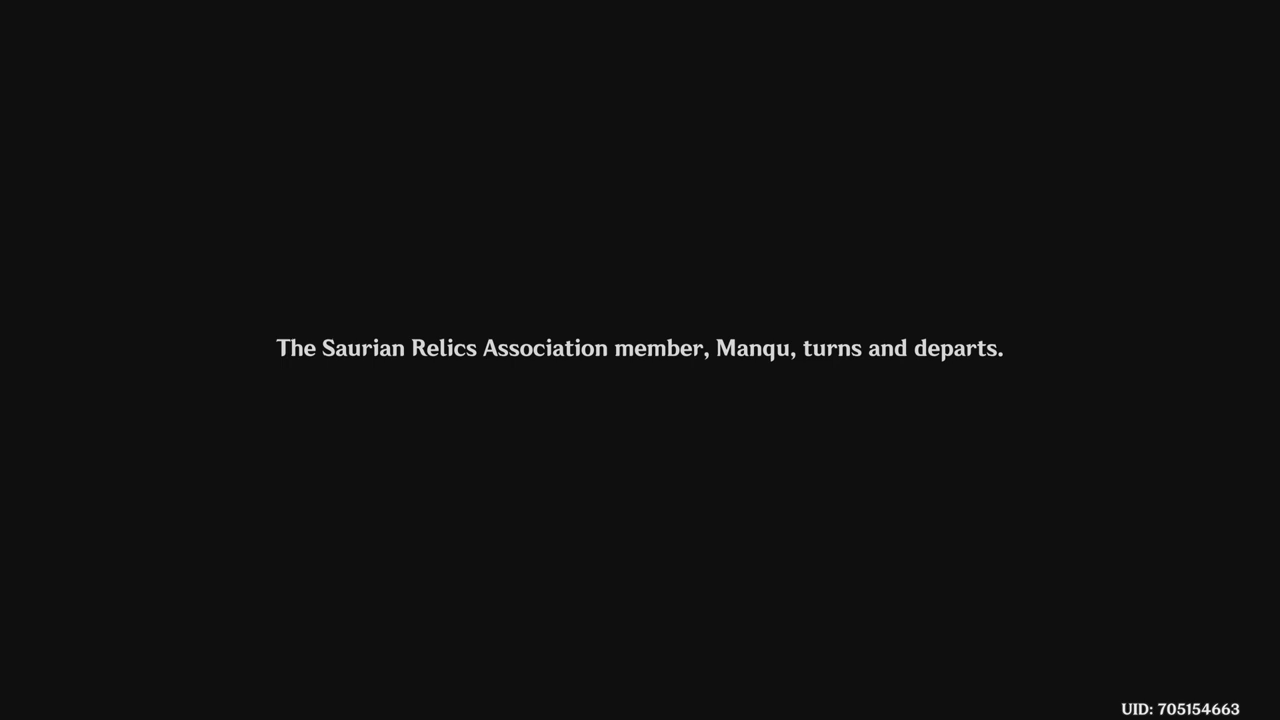 The Saurian Relics Association member, Manqu, turns and departs.
UID: 705154663